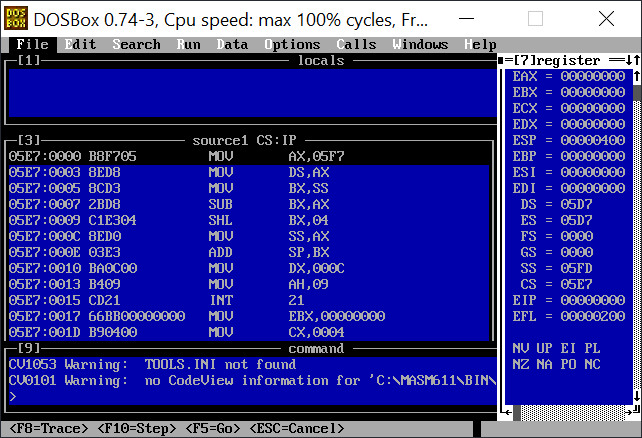 DOS BOX DOSBox 0.74-3, Cpu speed: max 100% cycles, Fr...
File Edit Search Run Data Options Calls Windows Help
[1] locals
[3] source1 CS:IP
05E7:0000 B8F705 MOV AX,05F7
05E7:0003 8ED8 MOV DS,AX
05E7:0005 8CD3 MOV BX,SS
05E7:0007 2BD8 SUB BX,AX
05E7:0009 C1E304 SHL BX,04
05E7:000C 8ED0 MOV SS,AX
05E7:000E 03E3 ADD SP,BX
05E7:0010 BA0C00 MOV DX,000C
05E7:0013 B409 MOV AH,09
05E7:0015 CD21 INT 21
05E7:0017 66BB00000000 MOV EBX,00000000
05E7:001D B90400 MOV CX,0004
[9] command
CV1053 Warning: TOOLS.INI not found
CV0101 Warning: no CodeView information for 'C:\MASM611\BIN\
>
[7]register
EAX = 00000000
EBX = 00000000
ECX = 00000000
EDX = 00000000
ESP = 00000400
EBP = 00000000
ESI = 00000000
EDI = 00000000
DS = 05D7
ES = 05D7
FS = 0000
GS = 0000
SS = 05FD
CS = 05E7
EIP = 00000000
EFL = 00000200
NV UP EI PL
NZ NA PO NC
<F8=Trace> <F10=Step> <F5=Go> <ESC=Cancel>